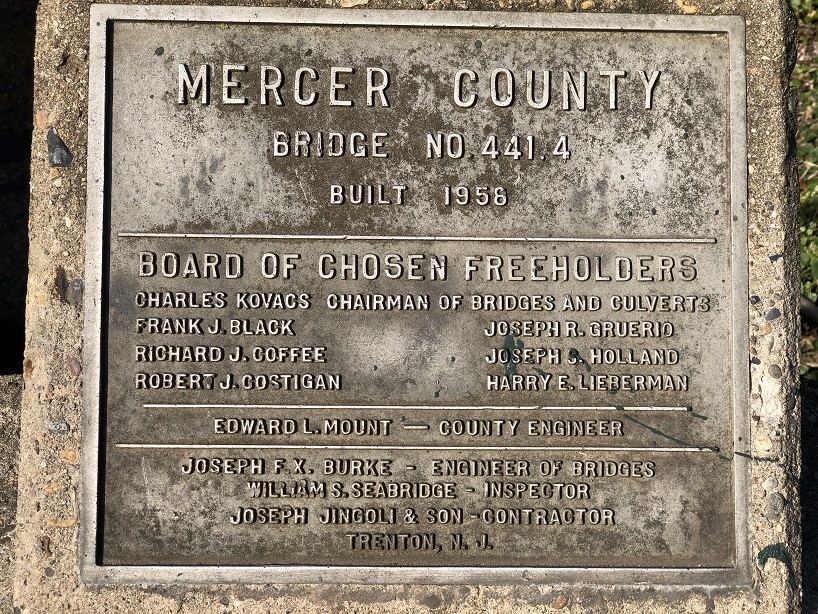 MERCER COUNTY
BRIDGE NO. 441.4
BUILT 1958
BOARD OF CHOSEN FREEHOLDERS
CHARLES KOVACS CHAIRMAN OF BRIDGES AND CULVERTS
FRANK J. BLACK JOSEPH R. GRUERIO
RICHARD J. COFFEE JOSEPH S. HOLLAND
ROBERT J. COSTIGAN HARRY E. LIEBERMAN
EDWARD L. MOUNT — COUNTY ENGINEER
JOSEPH F.X. BURKE - ENGINEER OF BRIDGES
WILLIAM S. SEABRIDGE - INSPECTOR
JOSEPH JINGOLI & SON - CONTRACTOR
TRENTON, N. J.